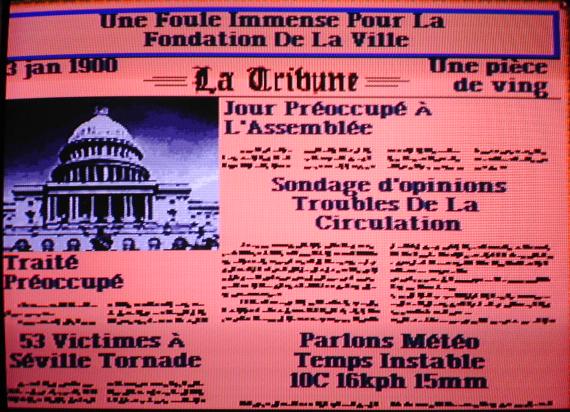 Une Foule Immense Pour La
Fondation De La Ville
3 jan 1900
La Tribune
Une pièce
de ving
Jour Préoccupé À
L'Assemblée
Sondage d'opinions
Troubles De La
Circulation
Traité
Préoccupé
53 Victimes À
Séville Tornade
Parlons Météo
Temps Instable
10C 16kph 15mm